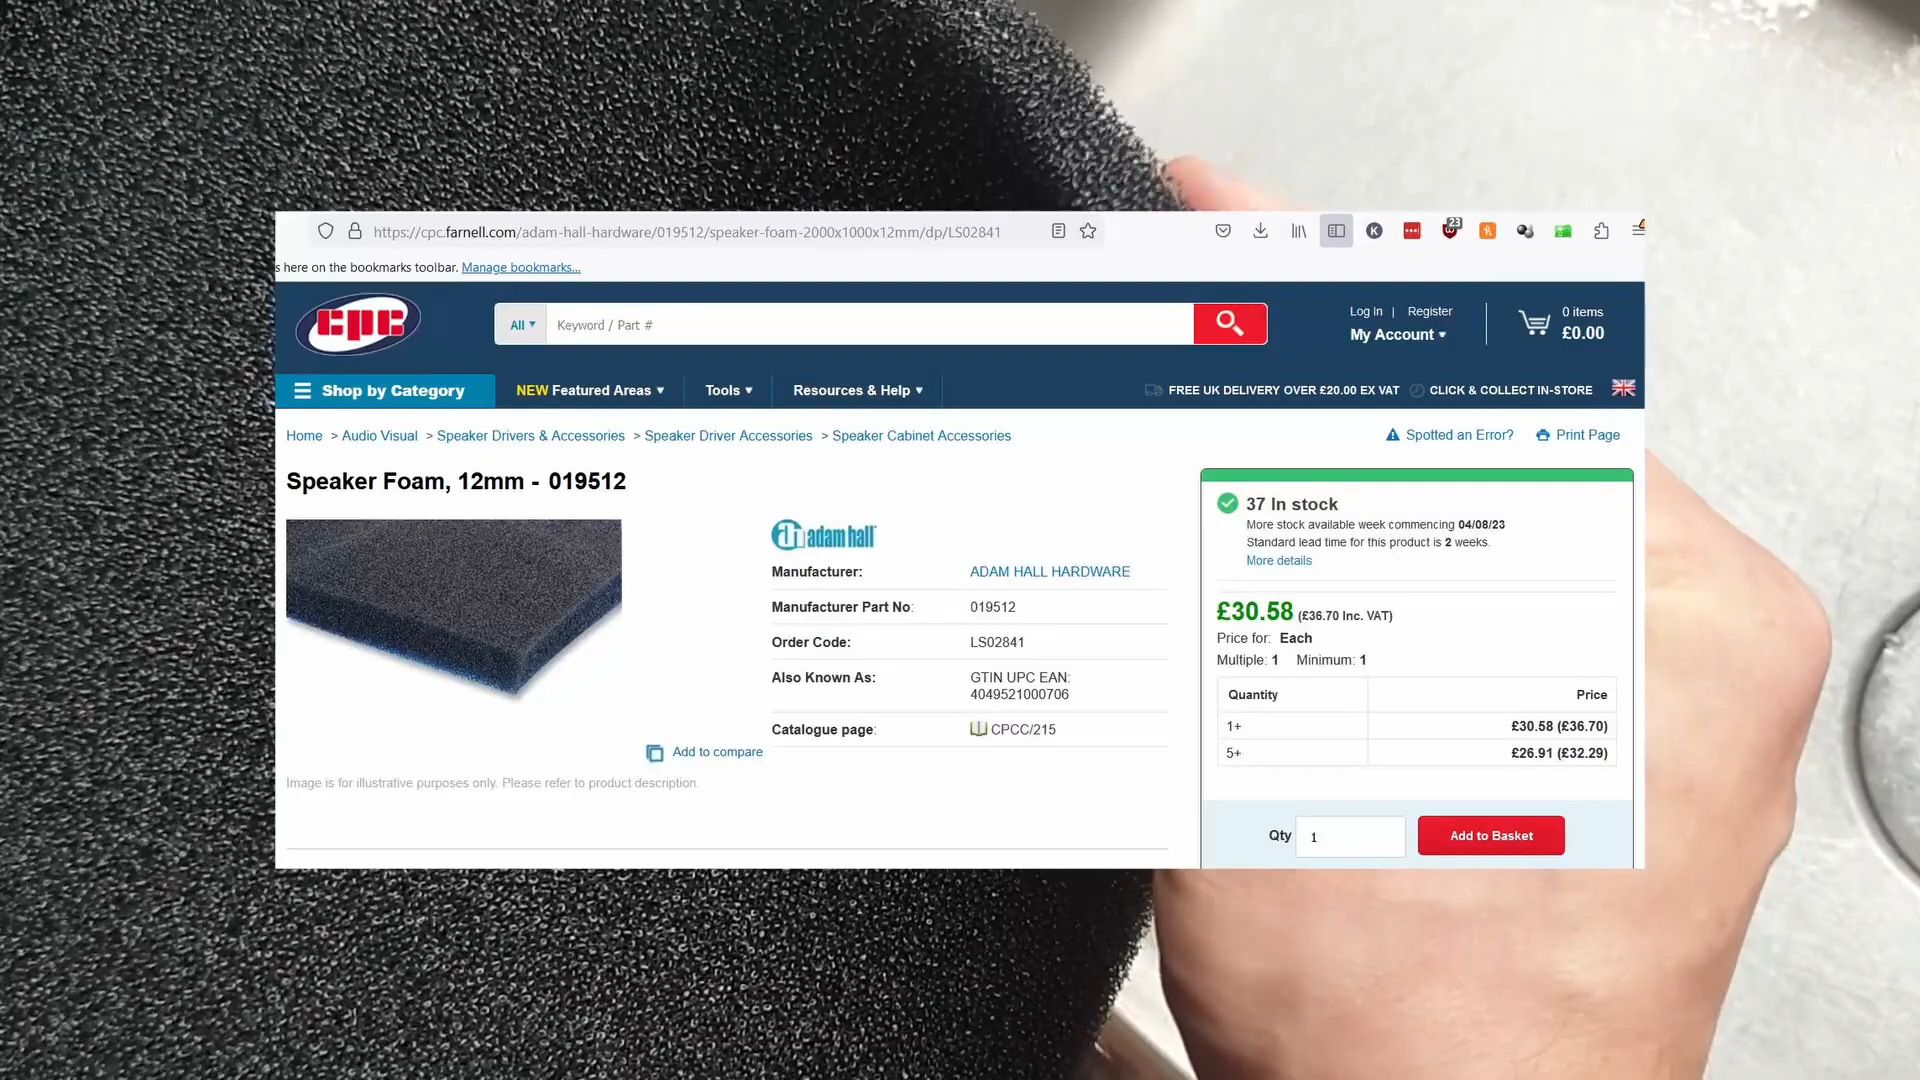 https://cpc.farnell.com/adam-hall-hardware/019512/speaker-foam-2000x1000x12mm/dp/LS02841
K
23
s here on the bookmarks toolbar. Manage bookmarks...
cpc
All
Keyword / Part #
Log In | Register
My Account
0 items
£0.00
Shop by Category
NEW Featured Areas
Tools
Resources & Help
FREE UK DELIVERY OVER £20.00 EX VAT
CLICK & COLLECT IN-STORE
Home > Audio Visual > Speaker Drivers & Accessories > Speaker Driver Accessories > Speaker Cabinet Accessories
Spotted an Error?
Print Page
Speaker Foam, 12mm - 019512
adam hall
Manufacturer: ADAM HALL HARDWARE
Manufacturer Part No: 019512
Order Code: LS02841
Also Known As: GTIN UPC EAN:
4049521000706
Catalogue page: CPCC/215
Add to compare
Image is for illustrative purposes only. Please refer to product description.
37 In stock
More stock available week commencing 04/08/23
Standard lead time for this product is 2 weeks.
More details
£30.58 (£36.70 Inc. VAT)
Price for: Each
Multiple: 1 Minimum: 1
Quantity Price
1+ £30.58 (£36.70)
5+ £26.91 (£32.29)
Qty 1
Add to Basket